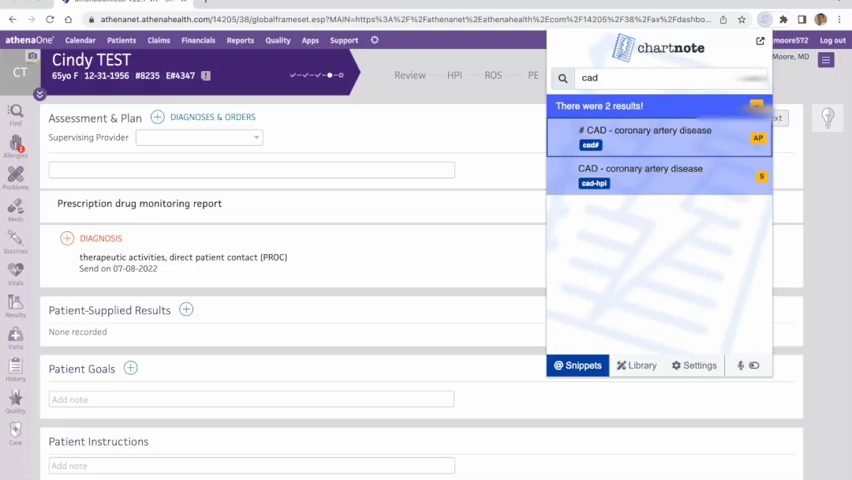 athenanet.athenahealth.com/14205/38/globalframeset.esp?MAIN=https%3A%2F%2Fathenanet%2Eathenahealth%2Ecom%2F14205%2F38%2Fax%2Fdashbo...
athenaOne
Calendar Patients Claims Financials Reports Quality Apps Support
moore572 Log out
CT
Cindy TEST
65yo F 12-31-1956 #8235 E#4347
Review HPI ROS PE
Moore, MD
Find
Allergies
1
Problems
Meds
Vaccines
Vitals
Results
Visits
History
Quality
Care
Assessment & Plan DIAGNOSES & ORDERS
Supervising Provider
Prescription drug monitoring report
DIAGNOSIS
therapeutic activities, direct patient contact (PROC)
Send on 07-08-2022
Patient-Supplied Results
None recorded
Patient Goals
Add note
Patient Instructions
Add note
chartnote
cad
There were 2 results!
# CAD - coronary artery disease
cad#
AP
CAD - coronary artery disease
cad-hpi
S
@ Snippets Library Settings